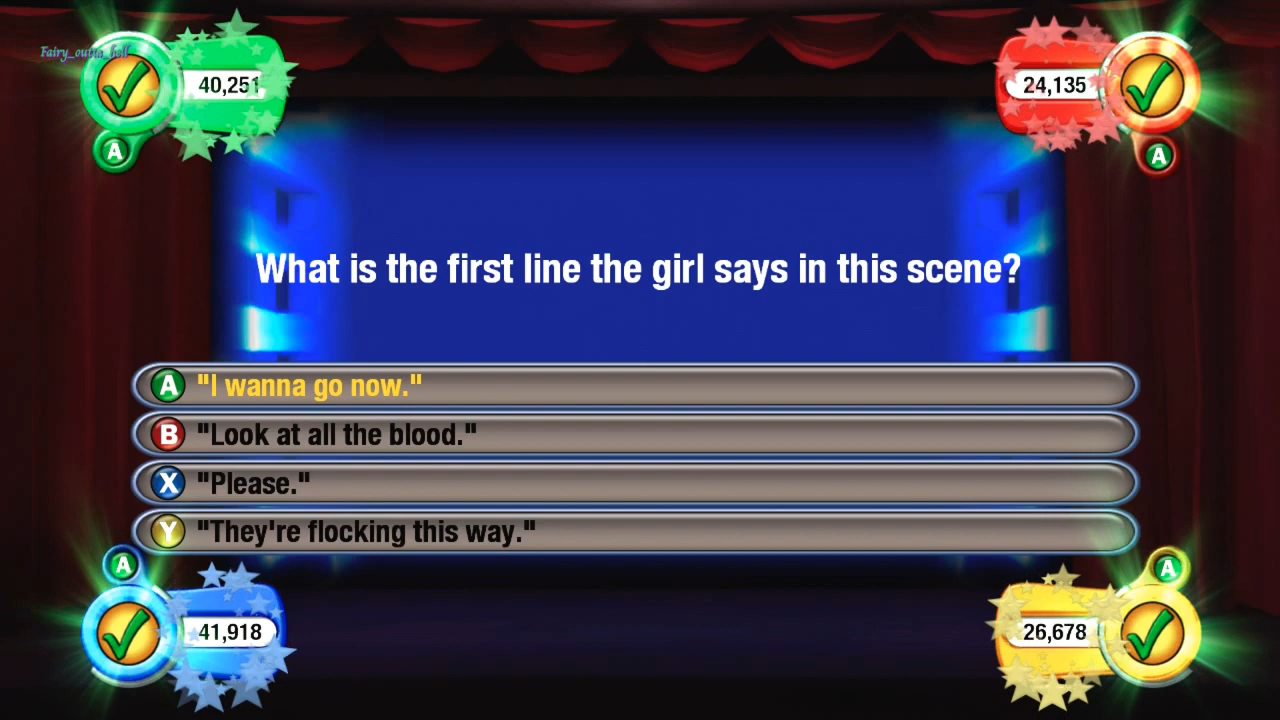 Fairy_outta_hell
40,251
24,135
A
A
What is the first line the girl says in this scene?
A "I wanna go now."
B "Look at all the blood."
X "Please."
Y "They're flocking this way."
A
A
41,918
26,678